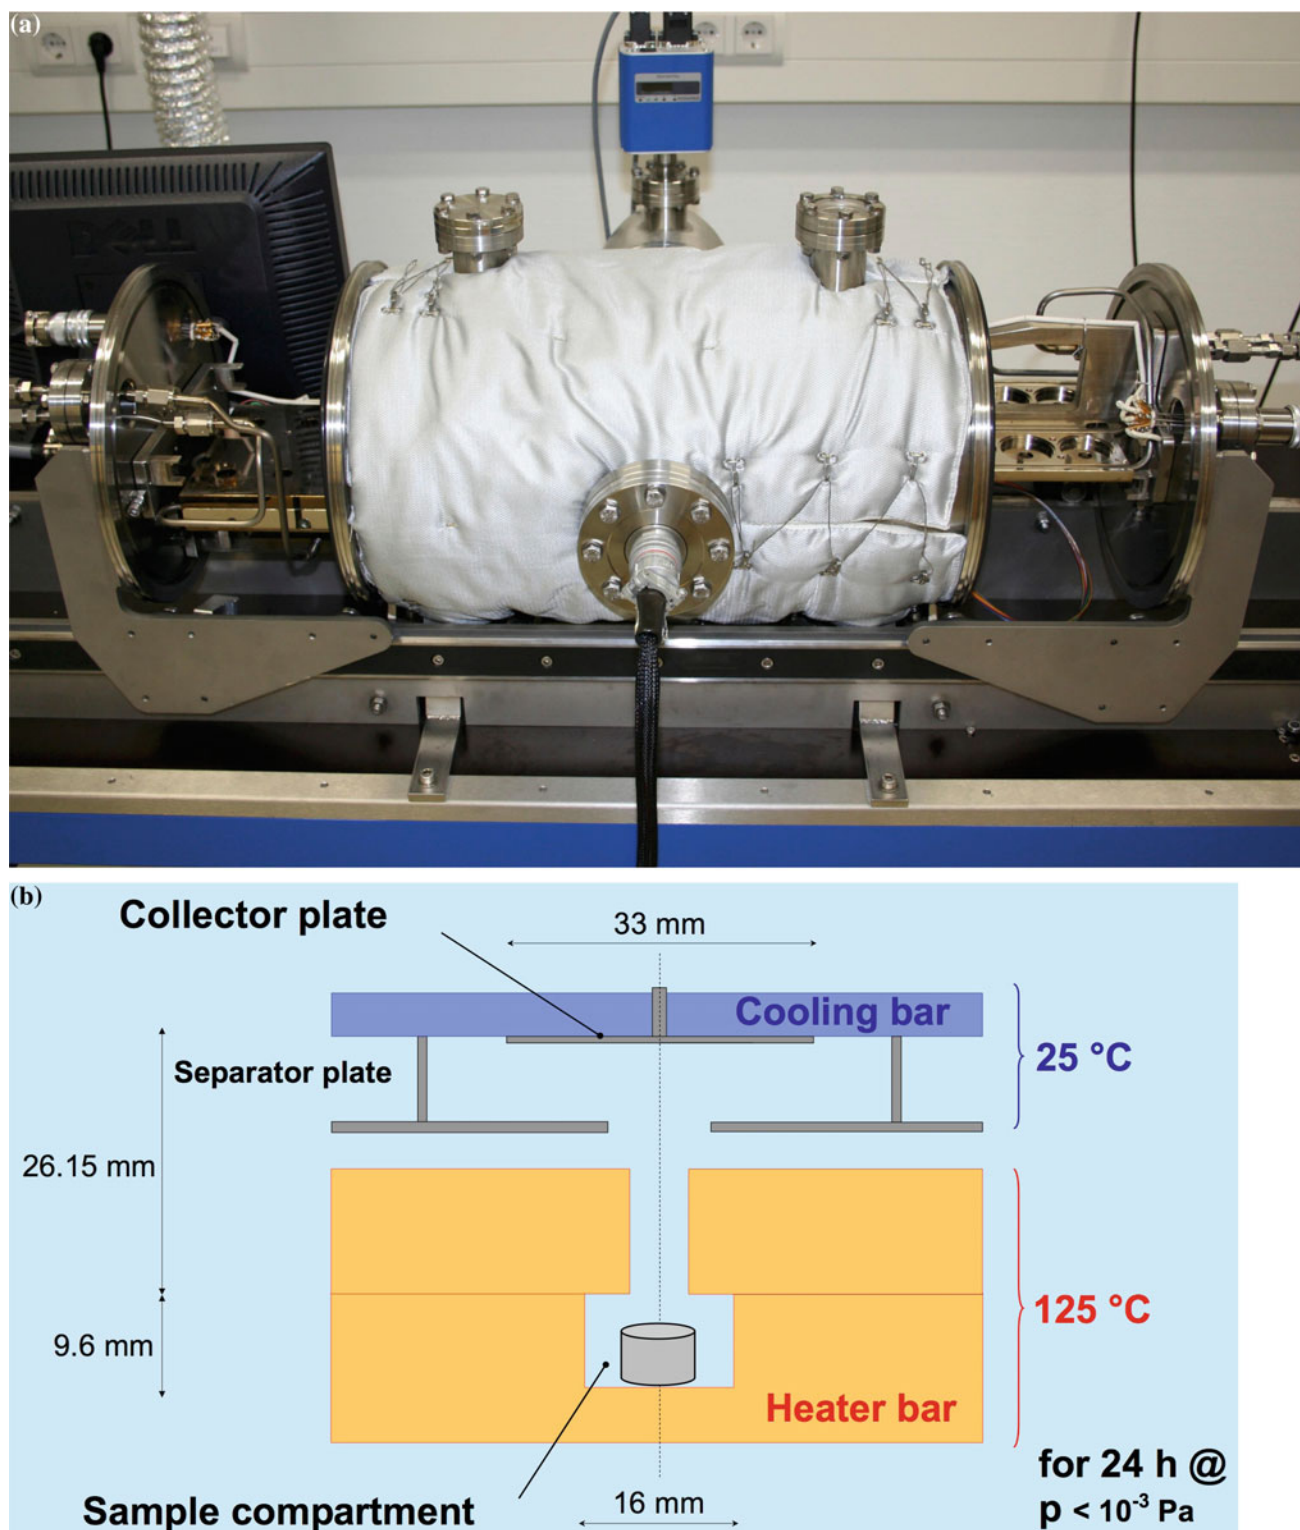 (a)
DELL
(b)
Collector plate
33 mm
Cooling bar
25 °C
Separator plate
26.15 mm
125 °C
9.6 mm
Heater bar
for 24 h @
p < 10⁻³ Pa
Sample compartment
16 mm